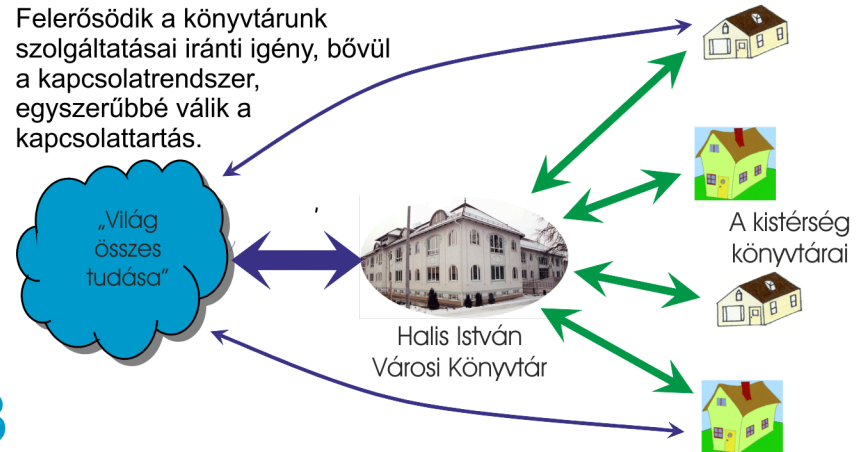 Felerősödik a könyvtárunk
szolgáltatásai iránti igény, bővül
a kapcsolatrendszer,
egyszerűbbé válik a
kapcsolattartás.
„Világ
összes
tudása“
Halis István
Városi Könyvtár
A kistérség
könyvtárai